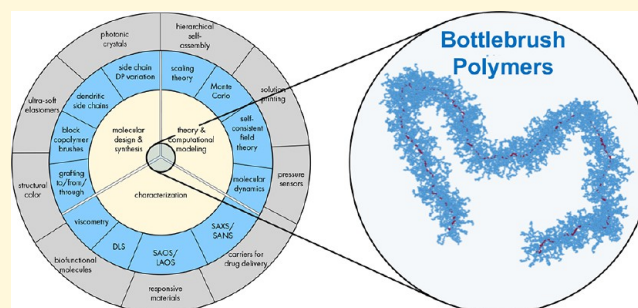 Bottlebrush
Polymers
photonic
crystals
hierarchical
self-
assembly
solution
printing
pressure
sensors
carriers for
drug delivery
responsive
materials
biofunctional
molecules
structural
color
ultra-soft
elastomers
side chain
DP variation
scaling
theory
Monte
Carlo
self-
consistent
field
theory
molecular
dynamics
SAXS/
SANS
SAOS/
LAOS
DLS
viscometry
grafting
to/from/
through
block
copolymer
brushes
dendritic
side chains
molecular
design &
synthesis
theory &
computational
modeling
characterization